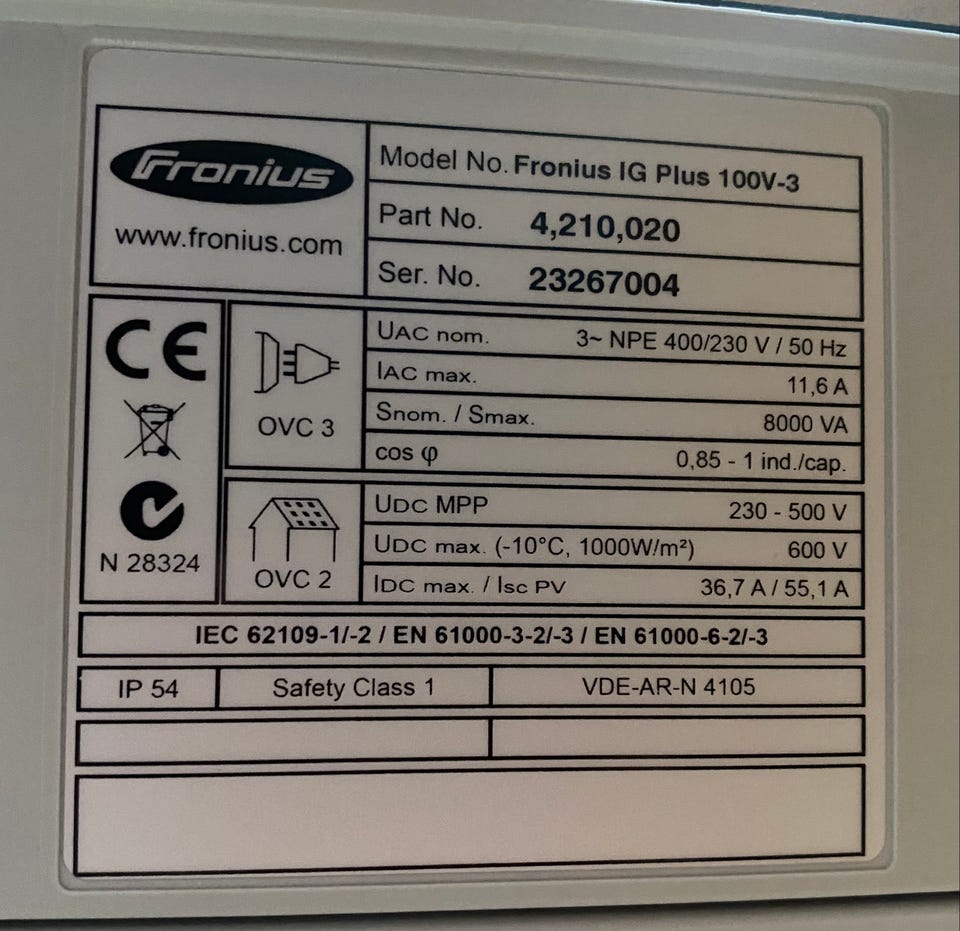 Fronius
www.fronius.com
Model No. Fronius IG Plus 100V-3
Part No. 4,210,020
Ser. No. 23267004
CE
N 28324
OVC 3
UAC nom. 3~ NPE 400/230 V / 50 Hz
IAC max. 11,6 A
Snom. / Smax. 8000 VA
cos φ 0,85 - 1 ind./cap.
OVC 2
UDC MPP 230 - 500 V
UDC max. (-10°C, 1000W/m²) 600 V
IDC max. / Isc PV 36,7 A / 55,1 A
IEC 62109-1/-2 / EN 61000-3-2/-3 / EN 61000-6-2/-3
IP 54 Safety Class 1 VDE-AR-N 4105